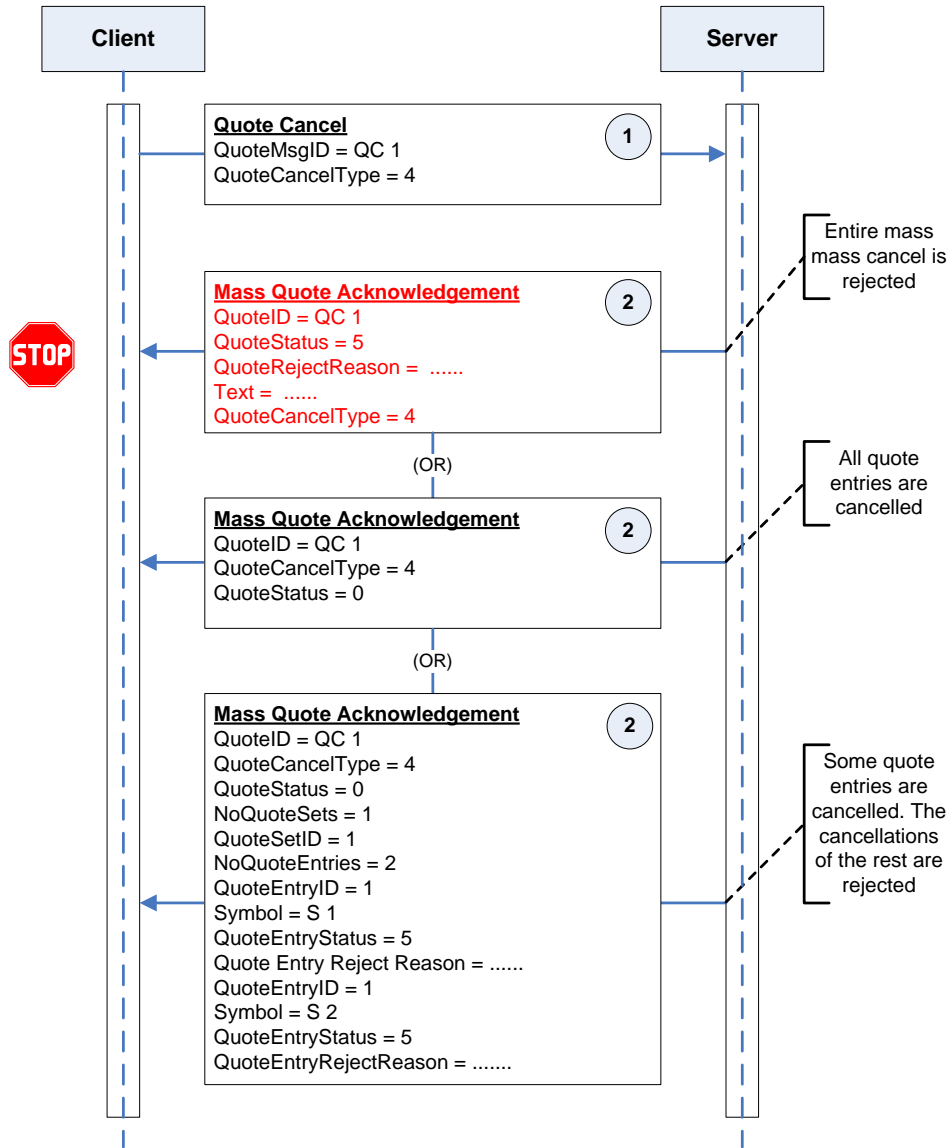 Client
Server
Quote Cancel
1
QuoteMsgID = QC 1
QuoteCancelType = 4
Entire mass
mass cancel is
rejected
Mass Quote Acknowledgement
2
QuoteID = QC 1
QuoteStatus = 5
QuoteRejectReason =  ......
Text =  ......
QuoteCancelType = 4
STOP
(OR)
All quote
entries are
cancelled
Mass Quote Acknowledgement
2
QuoteID = QC 1
QuoteCancelType = 4
QuoteStatus = 0
(OR)
Mass Quote Acknowledgement
2
QuoteID = QC 1
QuoteCancelType = 4
QuoteStatus = 0
NoQuoteSets = 1
QuoteSetID = 1
NoQuoteEntries = 2
QuoteEntryID = 1
Symbol = S 1
QuoteEntryStatus = 5
Quote Entry Reject Reason = ......
QuoteEntryID = 1
Symbol = S 2
QuoteEntryStatus = 5
QuoteEntryRejectReason = .......
Some quote
entries are
cancelled. The
cancellations
of the rest are
rejected